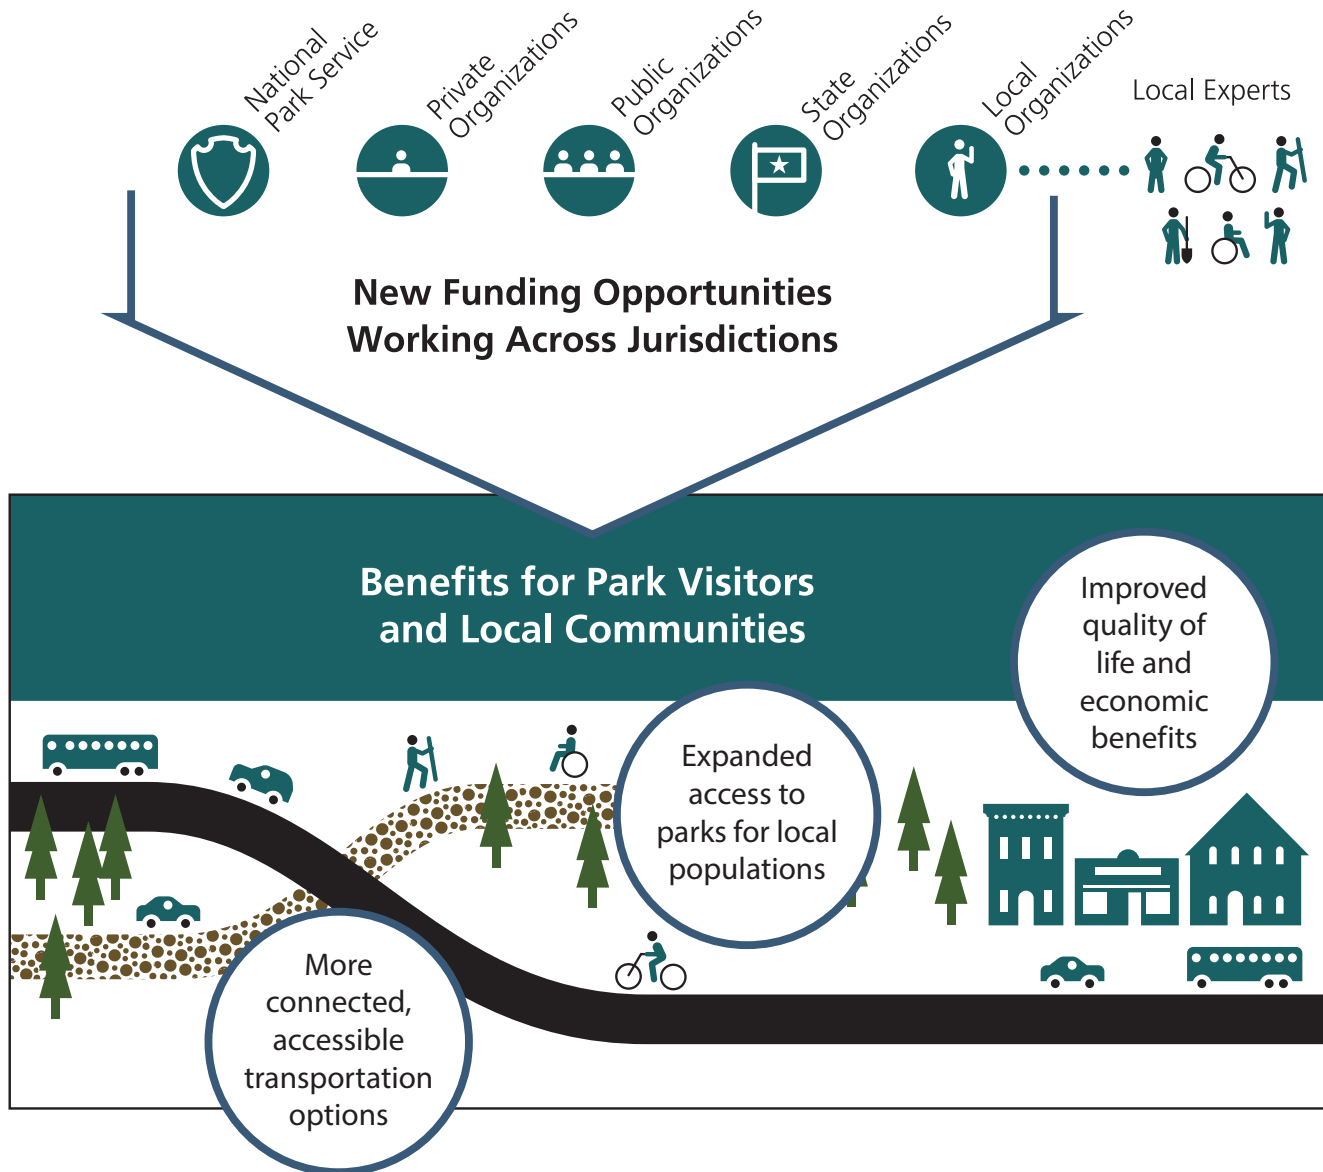 National
Park Service
Private
Organizations
Public
Organizations
State
Organizations
Local
Organizations
Local Experts
New Funding Opportunities
Working Across Jurisdictions
Benefits for Park Visitors
and Local Communities
Improved
quality of
life and
economic
benefits
Expanded
access to
parks for local
populations
More
connected,
accessible
transportation
options